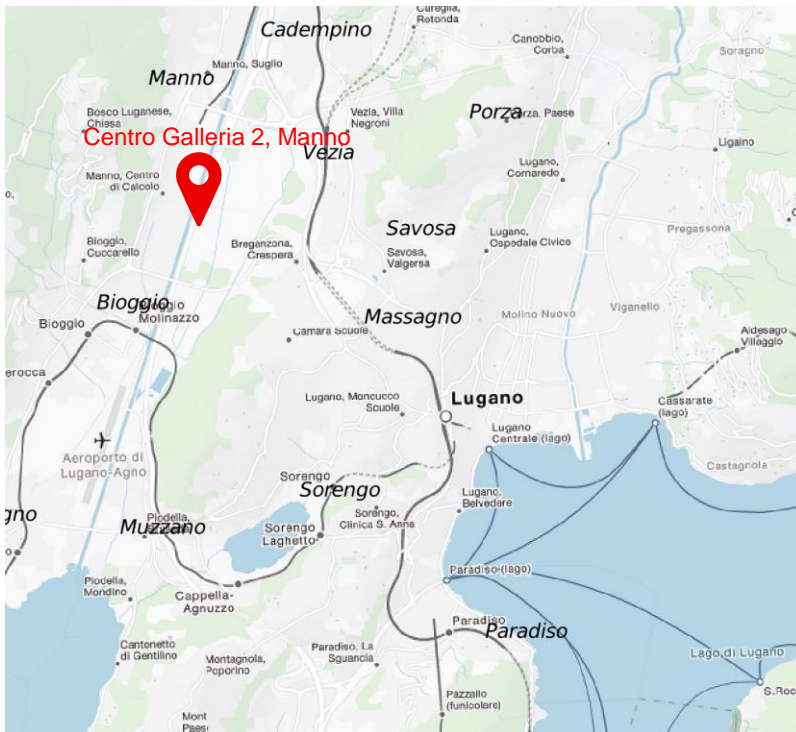 Cureglia,
Rotonda
Cadempino
Canobbio,
Corba
Soragno
Manno, Suglio
Manno
Bosco Luganese,
Chiesa
Vezia, Villa
Negroni
Porza
Porza, Paese
Centro Galleria 2, Manno
Vezia
Ligaino
Manno, Centro
di Calcolo
Lugano,
Cornaredo
Savosa
Pregassona
Bioggio,
Cuccarello
Breganzona,
Crespera
Savosa,
Valgersa
Lugano,
Ospedale Civico
Bioggio
Bioggio
Molinazzo
Massagno
Molino Nuovo
Viganello
Bioggio
Camara Scuole
Aldesago
Villaggio
erocca
Lugano, Moncucco
Scuole
Lugano
Cassarate
(lago)
Lugano
Centrale (lago)
Aeroporto di
Lugano-Agno
Castagnola
Sorengo
Sorengo
Lugano,
Belvedere
gno
Muzzano
Piodella,
Sorengo,
Clinica S. Anna
Sorengo
Laghetto
Piodella,
Mondino
Cappella-
Agnuzzo
Paradiso (lago)
Paradiso
Paradiso
Cantonetto
di Gentilino
Montagnola,
Poporino
Paradiso, La
Sguancia
Lago di Lugano
S.Roc
Pazzallo
(funicolare)
Mont
Paese